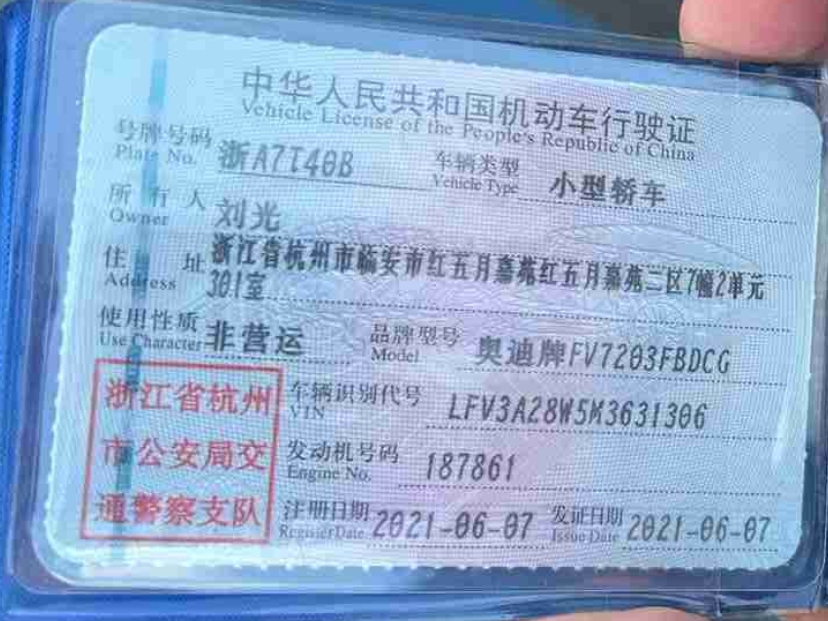 中华人民共和国机动车行驶证
Vehicle License of the People's Republic of China
号牌号码 浙A7T40B 车辆类型 小型轿车
Plate No. Vehicle Type
所有人 刘光
Owner
住址 浙江省杭州市临安市红五月嘉苑红五月嘉苑二区7幢2单元
Address 301室
使用性质 非营运 品牌型号 奥迪牌FV7203FBDCG
Use Character Model
浙江省杭州 车辆识别代号 LFV3A28W5M3631306
VIN
市公安局交 发动机号码 187861
Engine No.
通警察支队 注册日期 2021-06-07 发证日期 2021-06-07
Register Date Issue Date